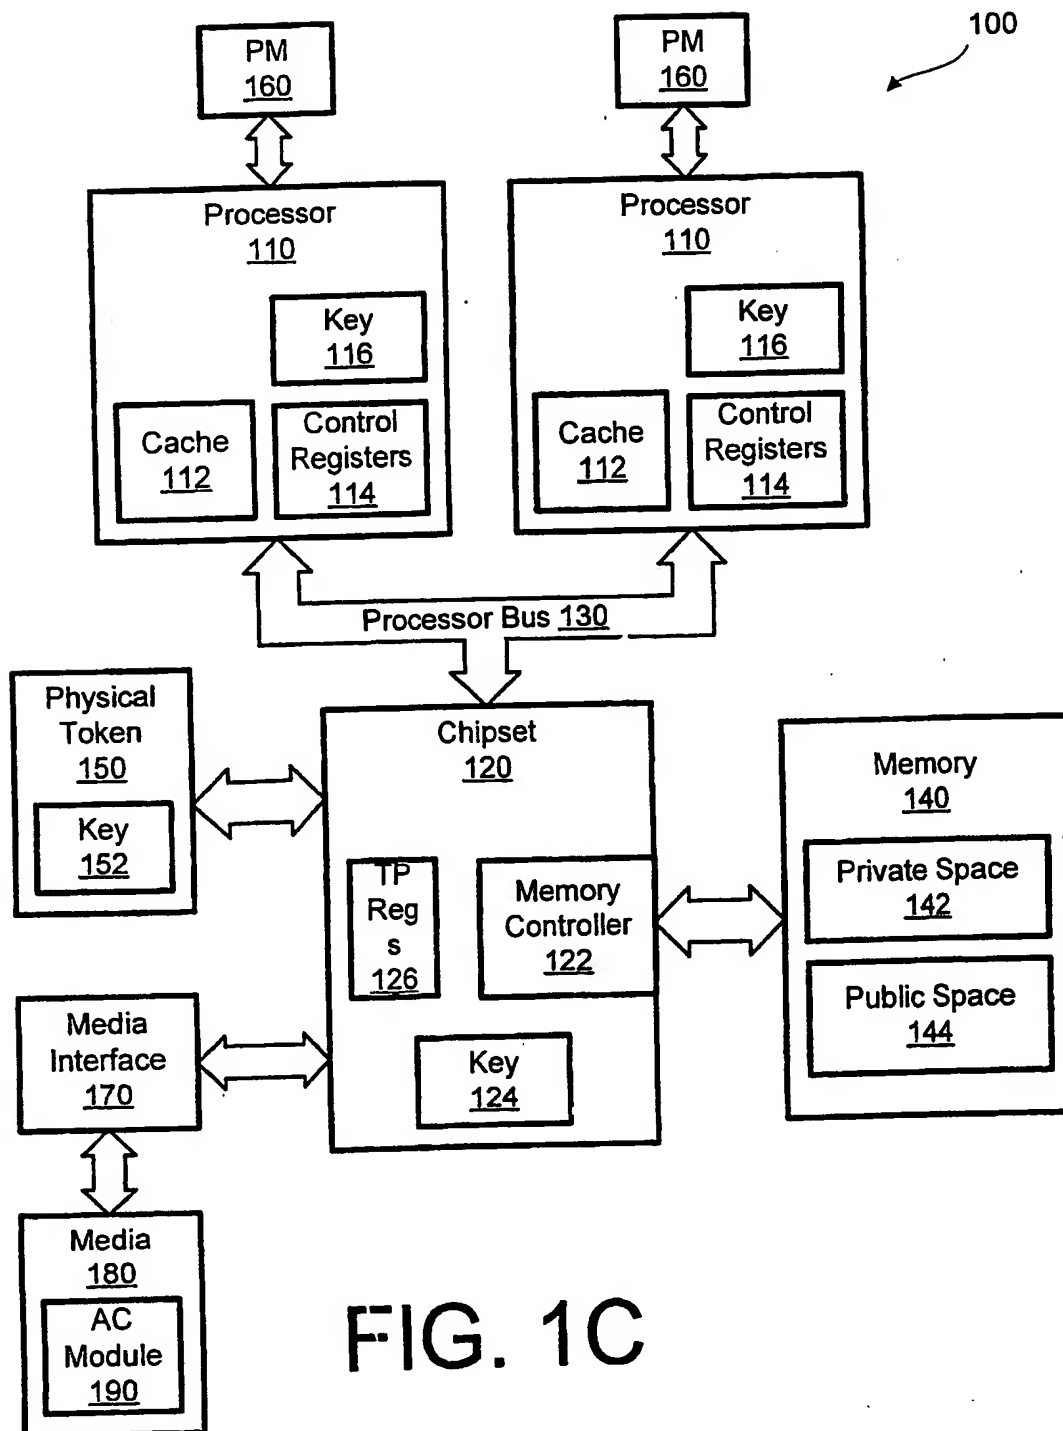 100
PM
160
PM
160
Processor
110
Key
116
Cache
112
Control
Registers
114
Processor
110
Key
116
Cache
112
Control
Registers
114
Processor Bus 130
Physical
Token
150
Key
152
Chipset
120
TP
Reg
s
126
Memory
Controller
122
Key
124
Memory
140
Private Space
142
Public Space
144
Media
Interface
170
Media
180
AC
Module
190
FIG. 1C